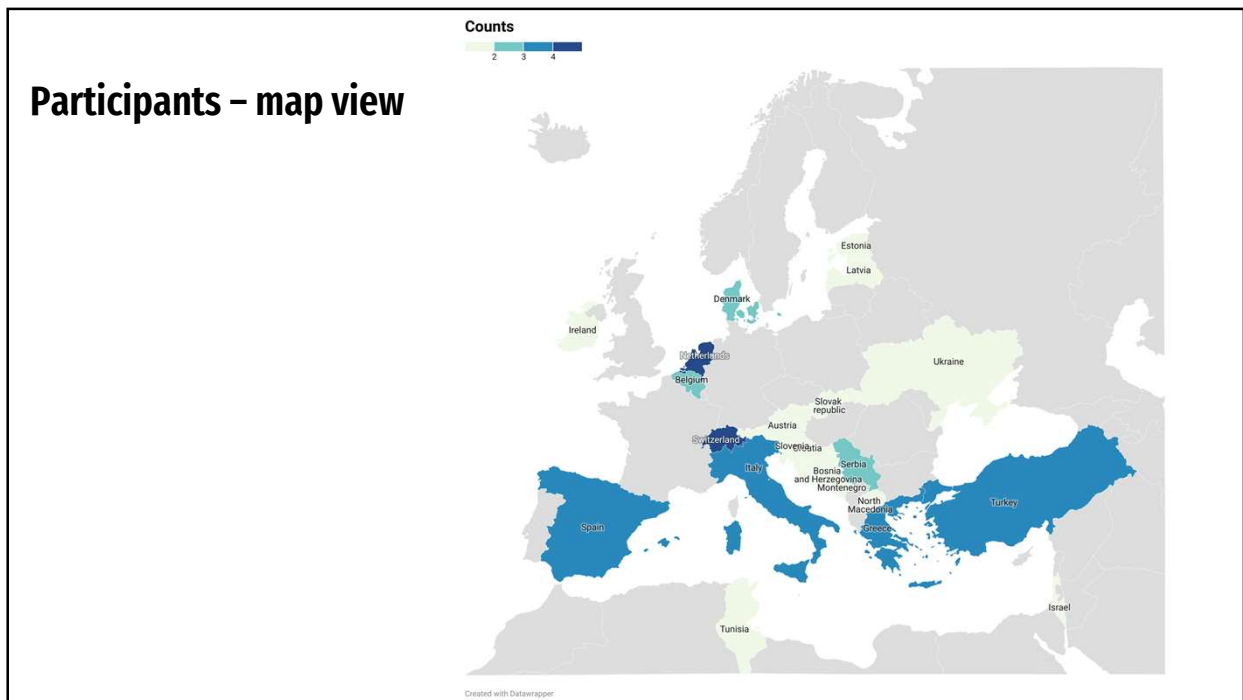 Counts
2 3 4
Participants – map view
Estonia
Latvia
Denmark
Ireland
Netherlands
Belgium
Ukraine
Slovak
republic
Austria
Switzerland
Slovenia
Croatia
Italy
Serbia
Bosnia
and Herzegovina
Montenegro
North
Macedonia
Turkey
Spain
Greece
Israel
Tunisia
Created with Datawrapper